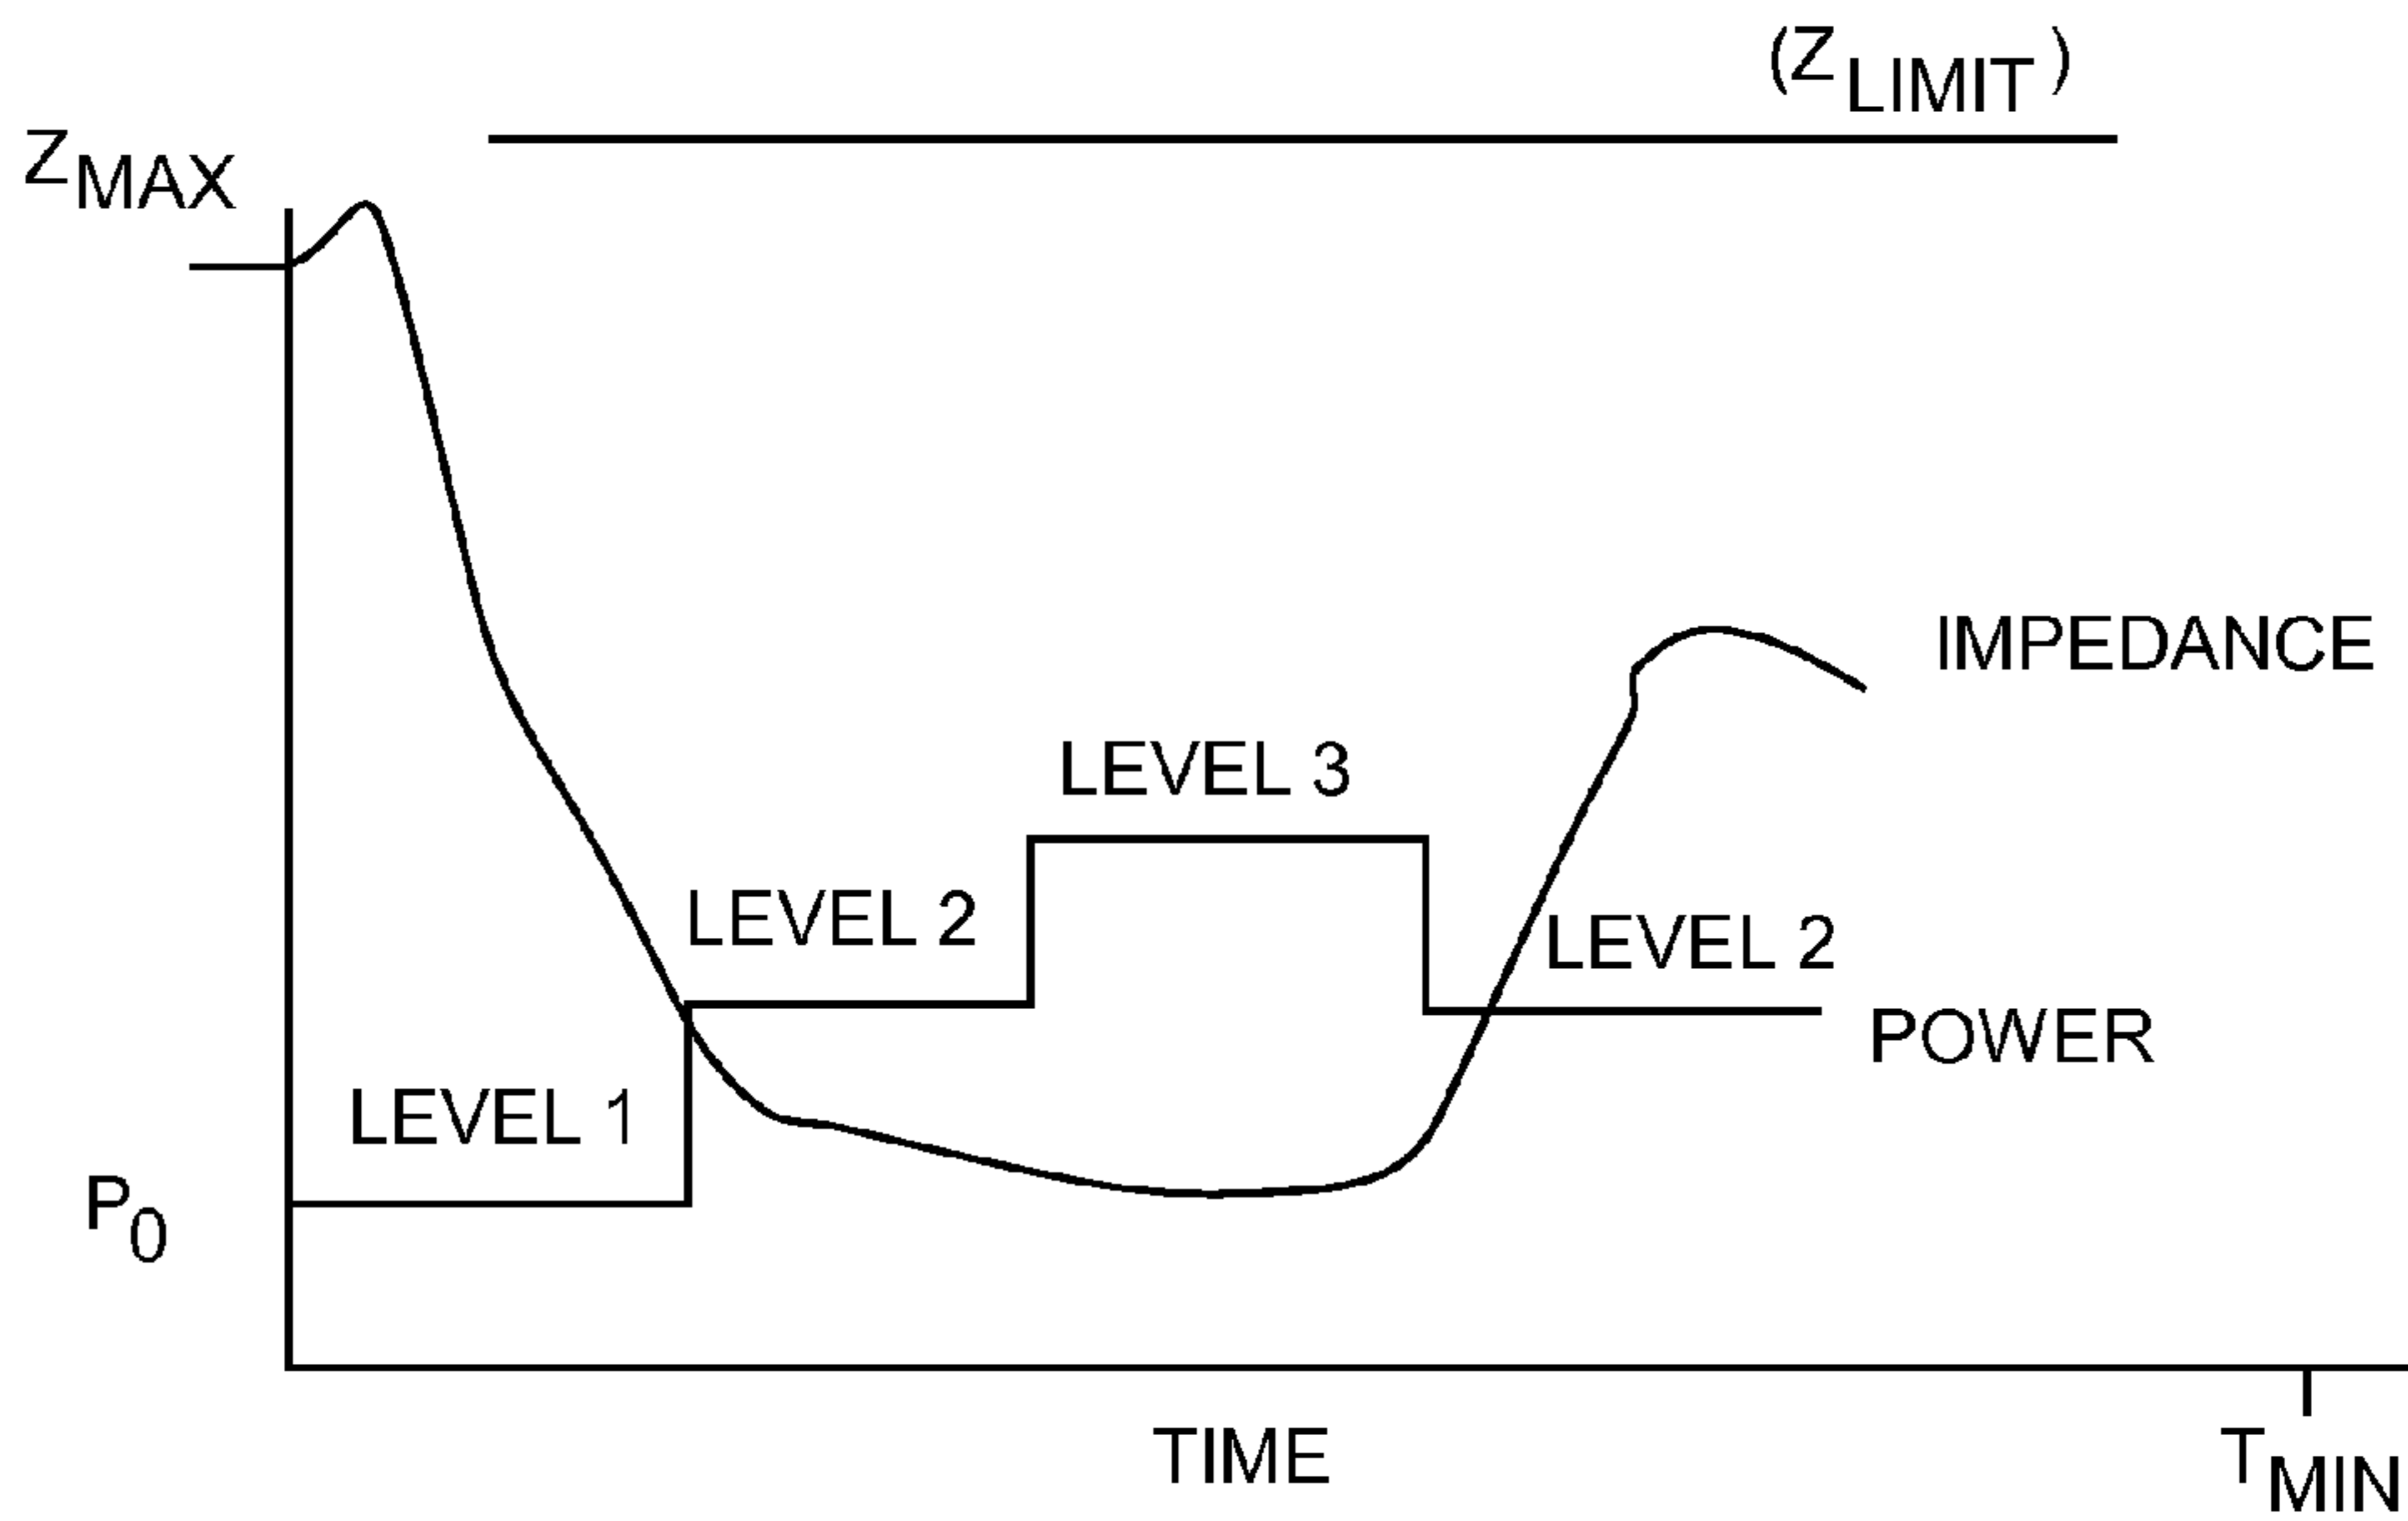 (ZLIMIT)
ZMAX
IMPEDANCE
LEVEL 3
LEVEL 2
LEVEL 2
POWER
LEVEL 1
P0
TIME
TMIN